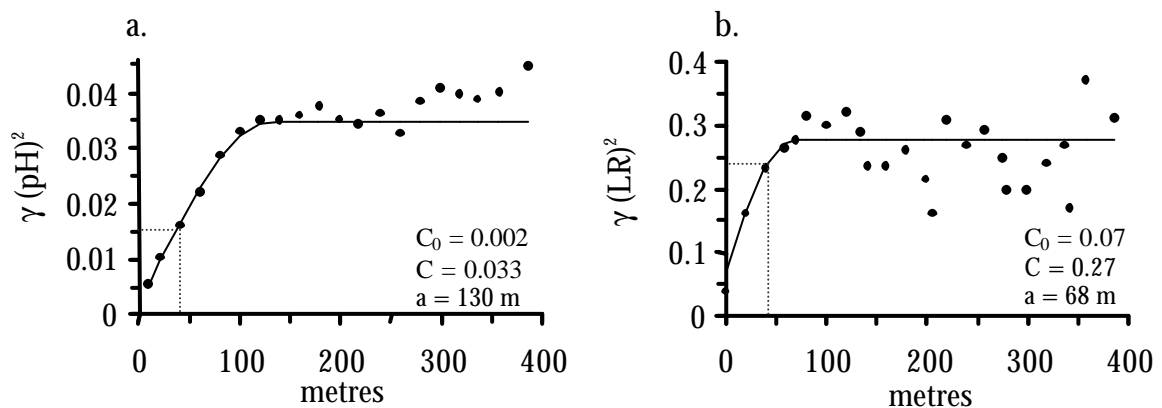 a.
γ (pH)²
0.04
0.03
0.02
0.01
0
C₀ = 0.002
C = 0.033
a = 130 m
0 100 200 300 400
metres
b.
γ (LR)²
0.4
0.3
0.2
0.1
0
C₀ = 0.07
C = 0.27
a = 68 m
0 100 200 300 400
metres